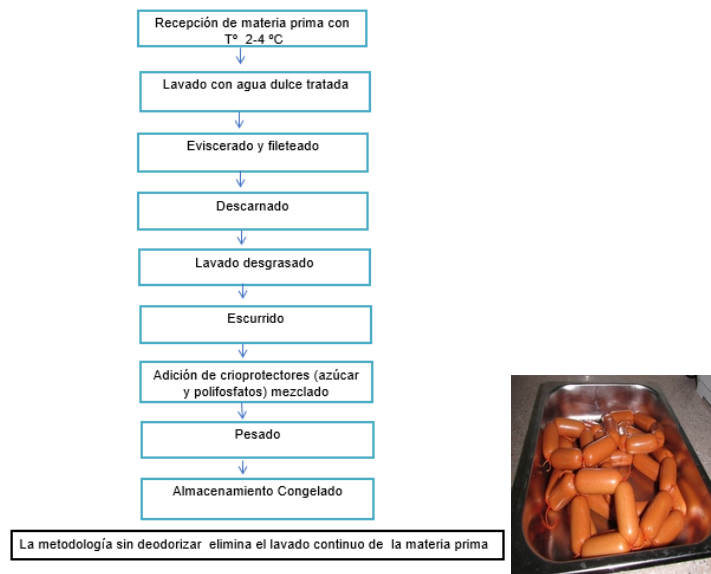 Recepción de materia prima con
Tº 2-4 ºC
Lavado con agua dulce tratada
Eviscerado y fileteado
Descarnado
Lavado desgrasado
Escurrido
Adición de crioprotectores (azúcar
y polifosfatos) mezclado
Pesado
Almacenamiento Congelado
La metodología sin deodorizar elimina el lavado continuo de la materia prima